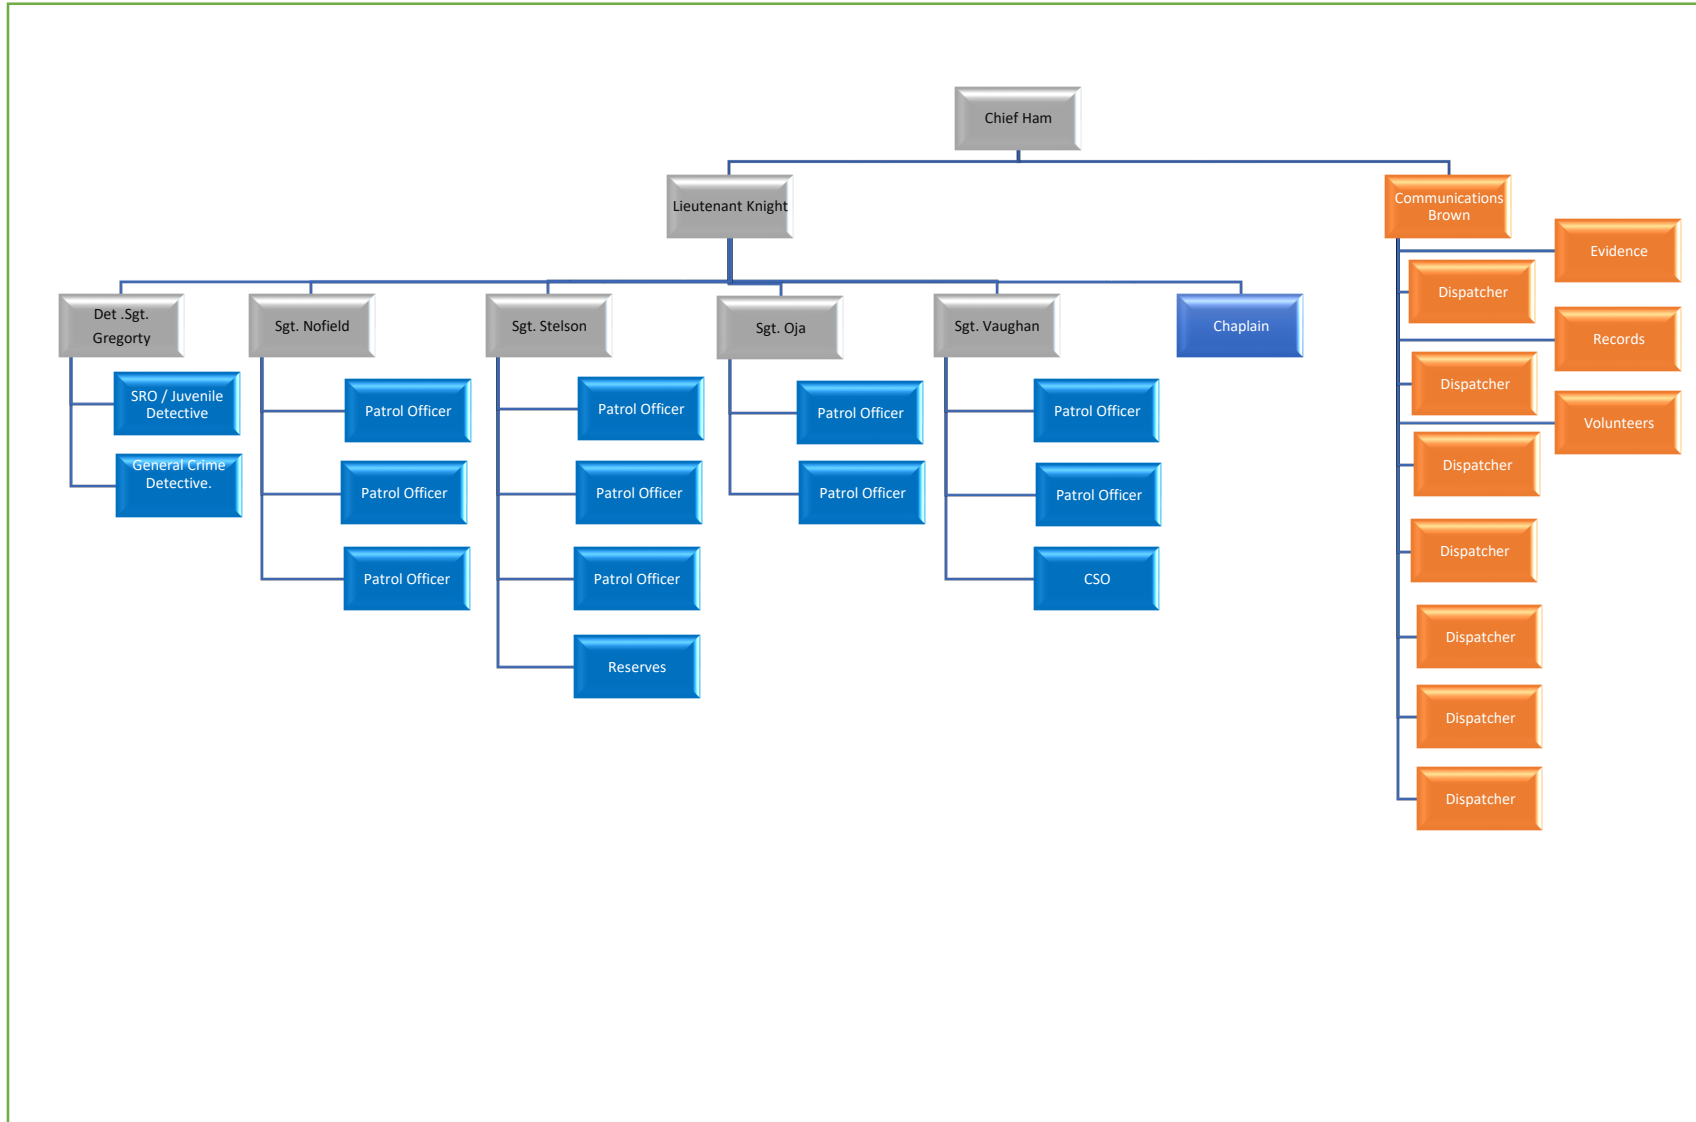 Chief Ham
Lieutenant Knight
Communications
Brown
Evidence
Dispatcher
Records
Dispatcher
Volunteers
Dispatcher
Dispatcher
Dispatcher
Dispatcher
Dispatcher
Det .Sgt.
Gregorty
SRO / Juvenile
Detective
General Crime
Detective.
Sgt. Nofield
Patrol Officer
Patrol Officer
Patrol Officer
Sgt. Stelson
Patrol Officer
Patrol Officer
Patrol Officer
Reserves
Sgt. Oja
Patrol Officer
Patrol Officer
Sgt. Vaughan
Patrol Officer
Patrol Officer
CSO
Chaplain